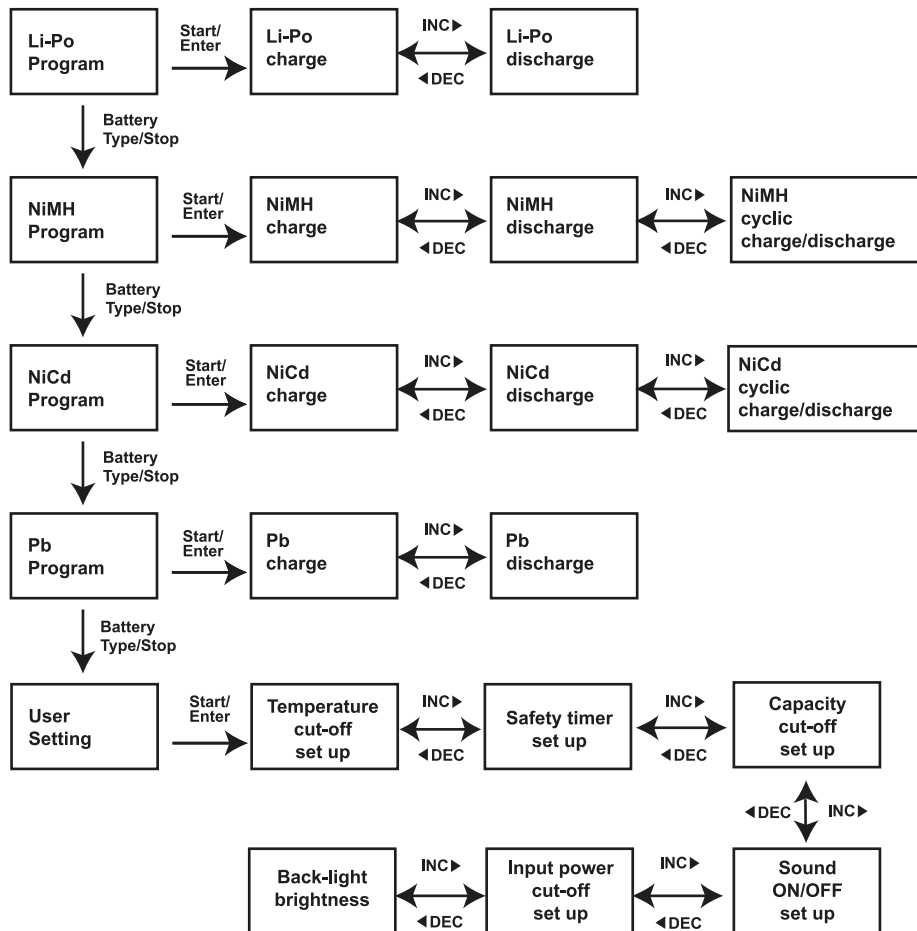 Li-Po
Program
Start/
Enter
Li-Po
charge
INC▶
◀DEC
Li-Po
discharge
Battery
Type/Stop
NiMH
Program
Start/
Enter
NiMH
charge
INC▶
◀DEC
NiMH
discharge
INC▶
◀DEC
NiMH
cyclic
charge/discharge
Battery
Type/Stop
NiCd
Program
Start/
Enter
NiCd
charge
INC▶
◀DEC
NiCd
discharge
INC▶
◀DEC
NiCd
cyclic
charge/discharge
Battery
Type/Stop
Pb
Program
Start/
Enter
Pb
charge
INC▶
◀DEC
Pb
discharge
Battery
Type/Stop
User
Setting
Start/
Enter
Temperature
cut-off
set up
INC▶
◀DEC
Safety timer
set up
INC▶
◀DEC
Capacity
cut-off
set up
◀DEC INC▶
Back-light
brightness
INC▶
◀DEC
Input power
cut-off
set up
INC▶
◀DEC
Sound
ON/OFF
set up